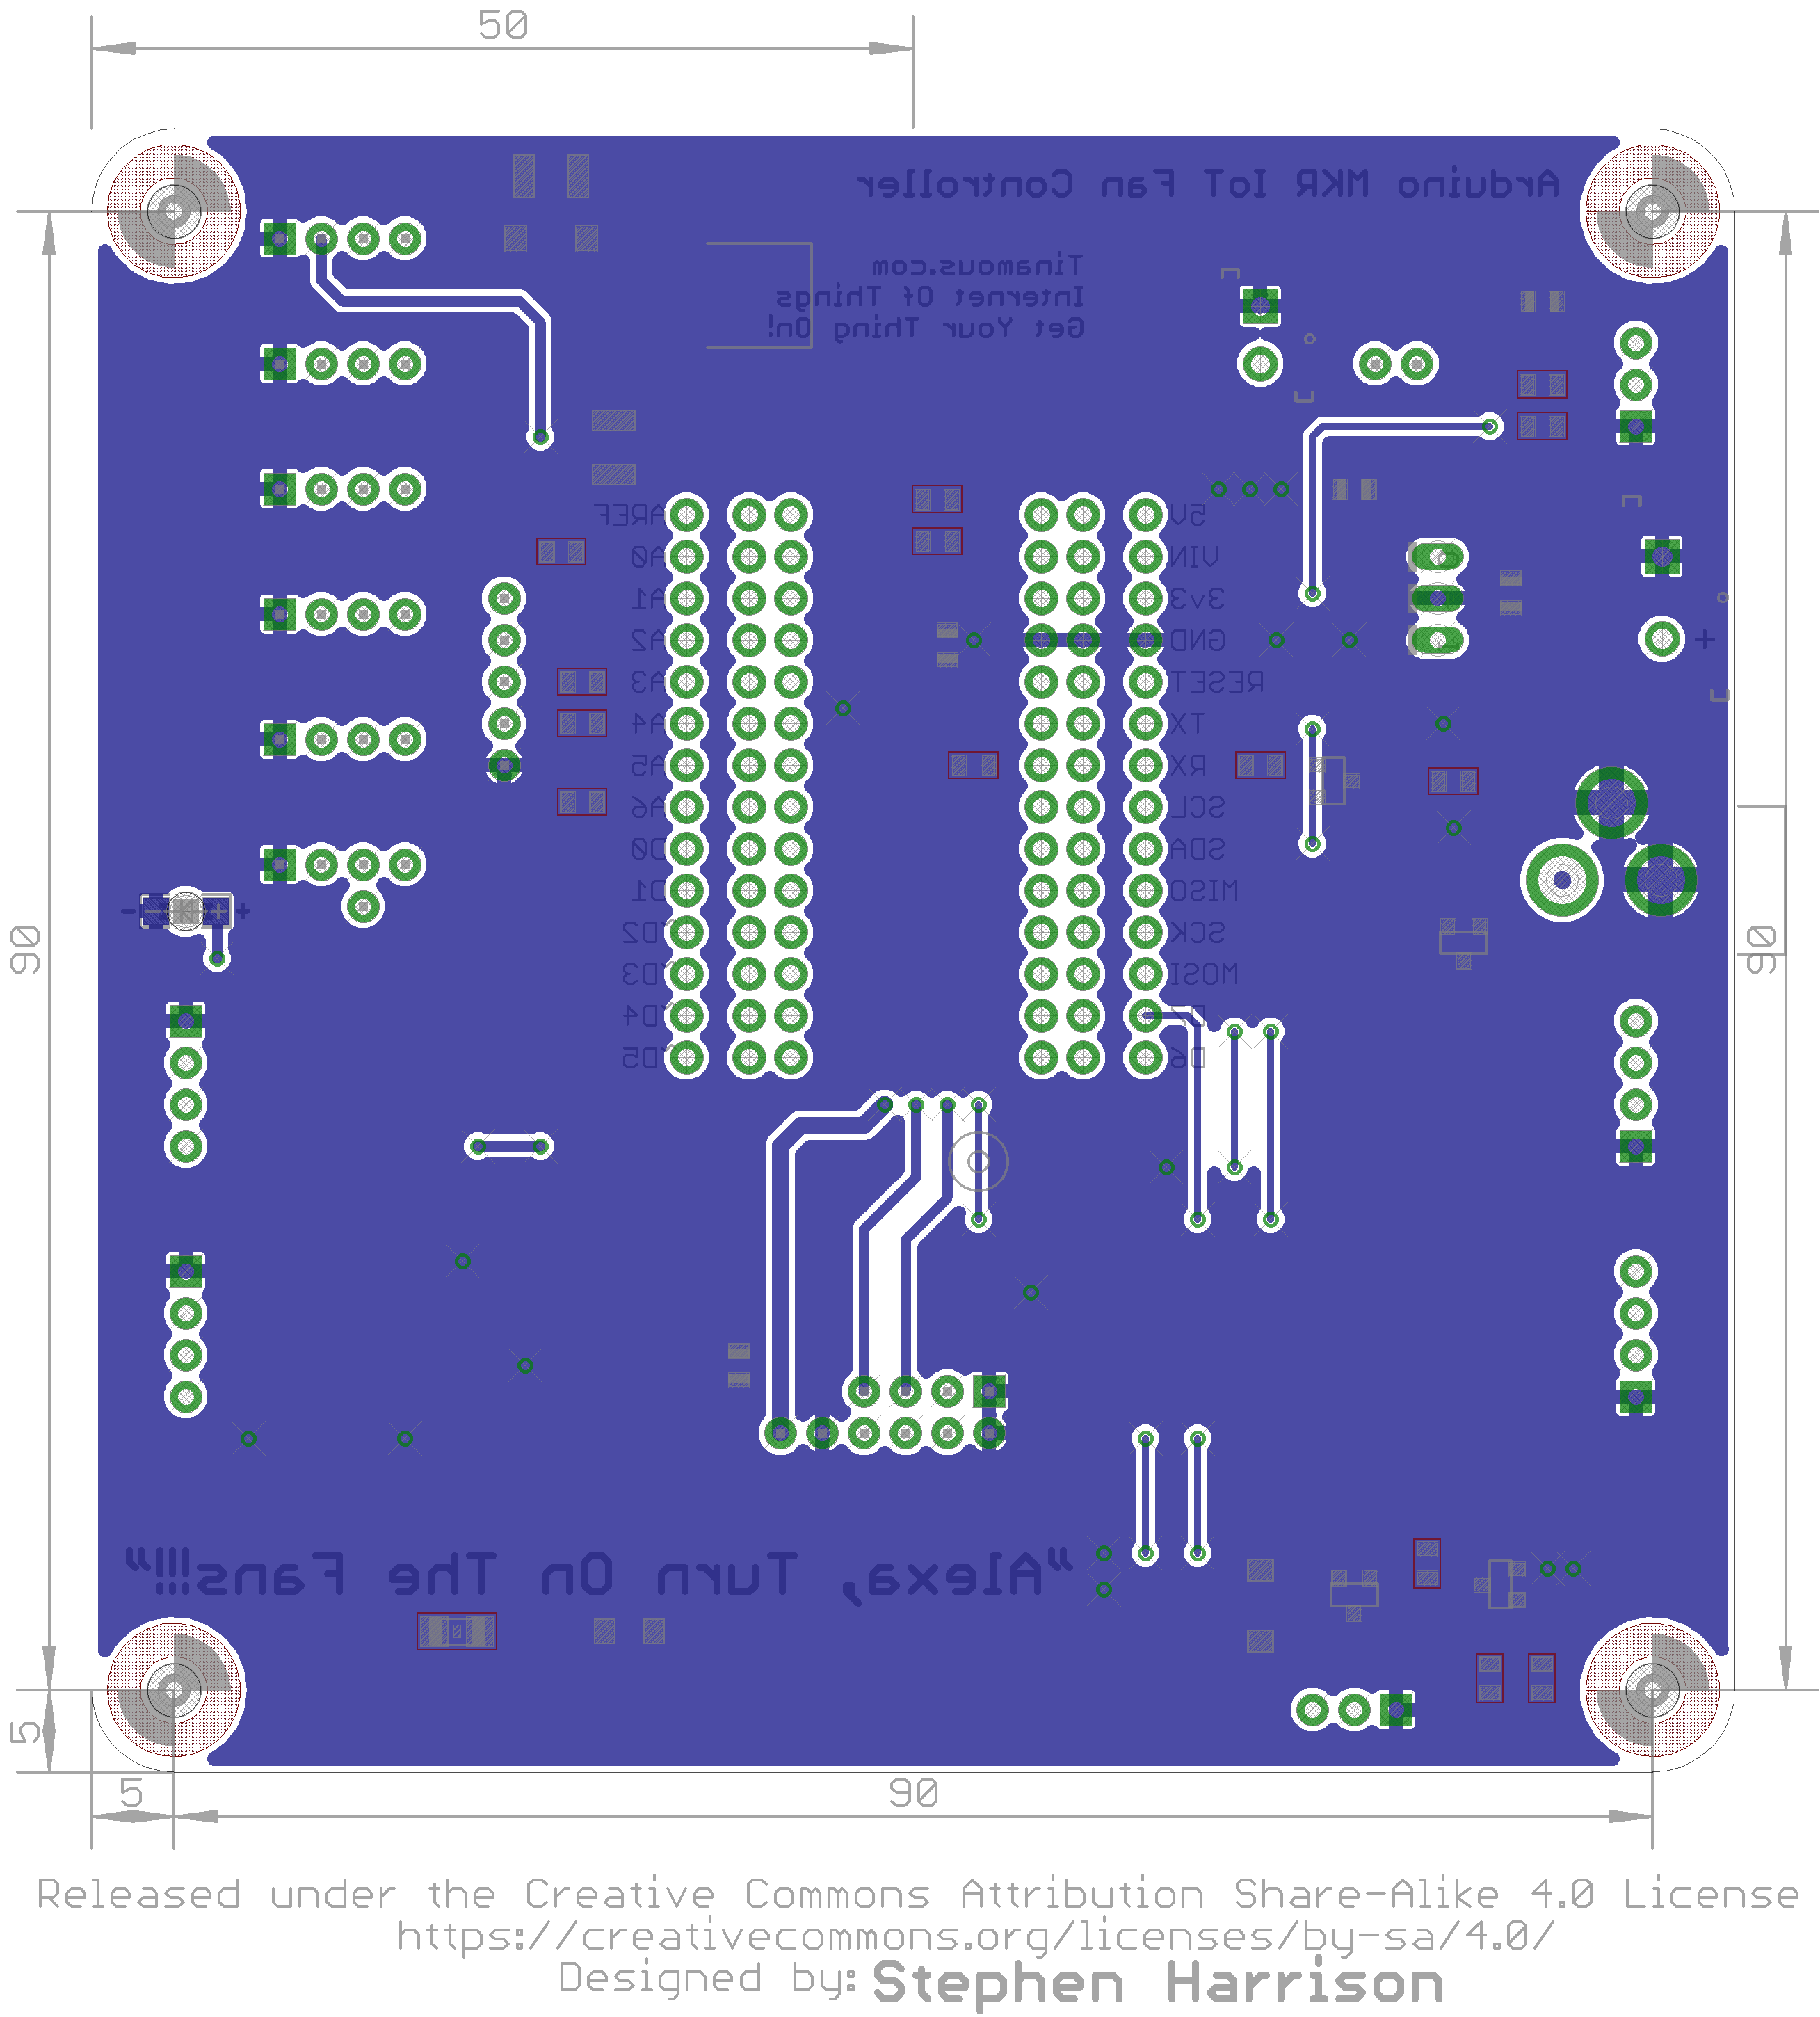 50
Arduino MKR IoT Fan Controller
Tinamous.com
Internet Of Things
Get Your Thing On!
AREF
A0
A1
A2
A3
A4
A5
A6
D0
D1
~D2
~D3
~D4
~D5
5V
VIN
3v3
GND
RESET
TX
RX
SCL
SDA
MISO
SCK
MOSI
D6
+
- - + +
90
90
"Alexa, Turn On The Fans!!!"
5
5
90
Released under the Creative Commons Attribution Share-Alike 4.0 License
https://creativecommons.org/licenses/by-sa/4.0/
Designed by: Stephen Harrison